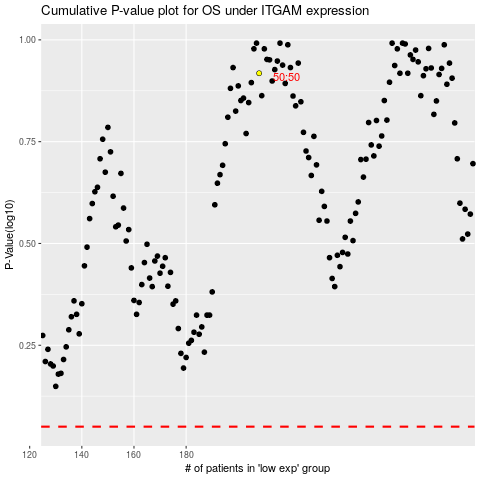 Cumulative P-value plot for OS under ITGAM expression
1.00
50:50
0.75
P-Value(log10)
0.50
0.25
120 140 160 180
# of patients in 'low exp' group